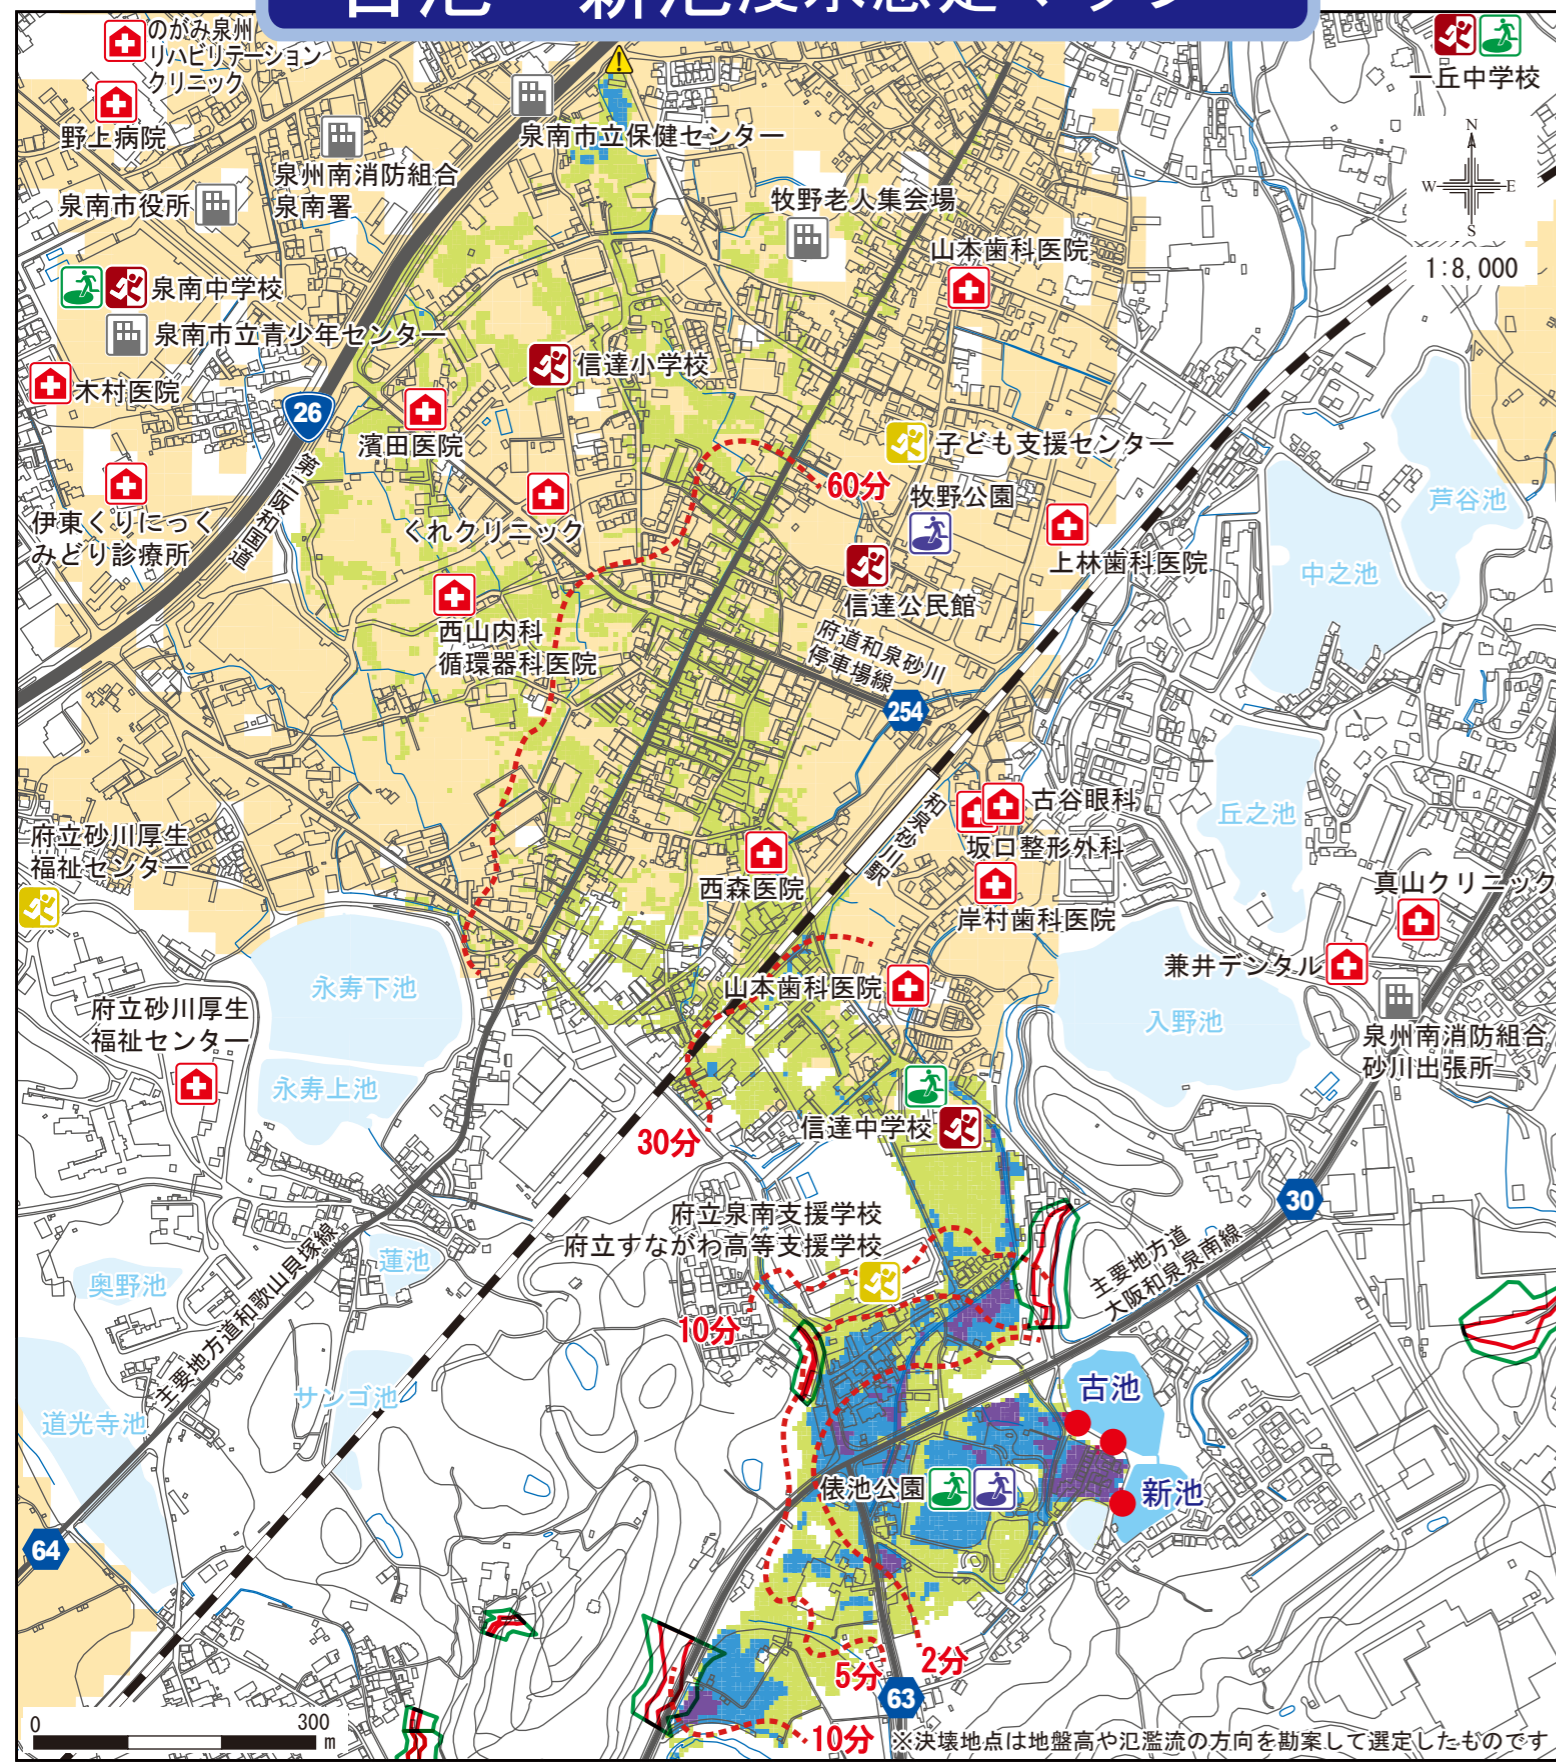 古池・新池浸水想定マップ
のがみ泉州
リハビリテーション
クリニック
野上病院
泉南市立保健センター
一丘中学校
泉州南消防組合
泉南署
泉南市役所
牧野老人集会場
N
W
E
S
1:8,000
山本歯科医院
泉南中学校
泉南市立青少年センター
木村医院
信達小学校
26
濱田医院
子ども支援センター
第二阪和国道
60分
牧野公園
芦谷池
伊東くりにっく
みどり診療所
くれクリニック
上林歯科医院
中之池
信達公民館
西山内科
循環器科医院
府道和泉砂川
停車場線
254
和泉砂川駅
古谷眼科
丘之池
坂口整形外科
府立砂川厚生
福祉センター
西森医院
岸村歯科医院
真山クリニック
兼井デンタル
永寿下池
山本歯科医院
入野池
府立砂川厚生
福祉センター
泉州南消防組合
砂川出張所
永寿上池
信達中学校
30分
30
府立泉南支援学校
府立すながわ高等支援学校
主要地方道
大阪和泉泉南線
蓮池
奥野池
主要地方道和歌山貝塚線
10分
サンゴ池
道光寺池
古池
俵池公園
新池
64
2分
5分
63
10分
0
300
m
※決壊地点は地盤高や氾濫流の方向を勘案して選定したものです